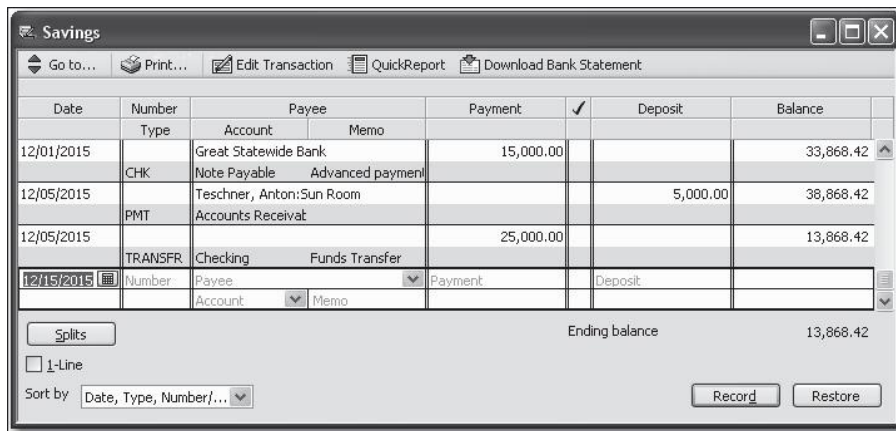 Savings
Go to... Print... Edit Transaction QuickReport Download Bank Statement
Date Number Payee Payment ✓ Deposit Balance
Type Account Memo
12/01/2015 Great Statewide Bank 15,000.00 33,868.42
CHK Note Payable Advanced payment
12/05/2015 Teschner, Anton:Sun Room 5,000.00 38,868.42
PMT Accounts Receivat
12/05/2015 25,000.00 13,868.42
TRANSFR Checking Funds Transfer
12/15/2015 Number Payee Payment Deposit
Account Memo
Splits Ending balance 13,868.42
1-Line
Sort by Date, Type, Number/... Record Restore